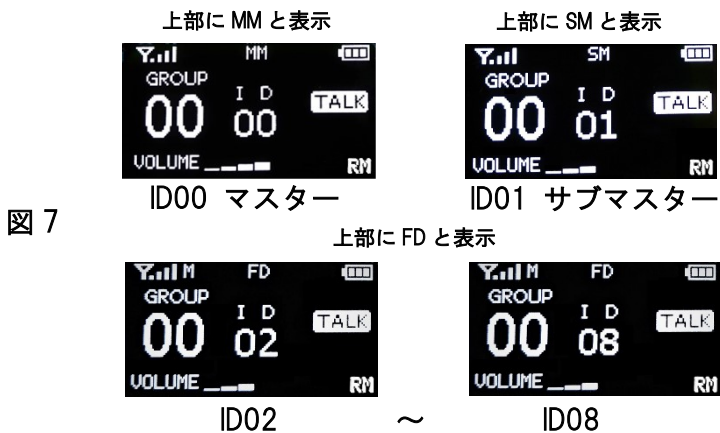 上部に MM と表示
上部に SM と表示
MM
GROUP
I D
00
00
TALK
VOLUME
RM
SM
GROUP
I D
00
01
TALK
VOLUME
RM
ID00 マスター
ID01 サブマスター
図 7
上部に FD と表示
M FD
GROUP
I D
00
02
TALK
VOLUME
RM
M FD
GROUP
I D
00
08
TALK
VOLUME
RM
ID02 ～ ID08